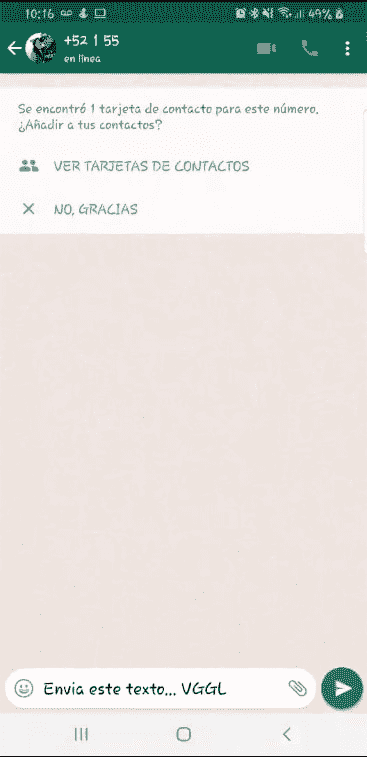 10:16
49%
+52 1 55
en línea
Se encontró 1 tarjeta de contacto para este número.
¿Añadir a tus contactos?
VER TARJETAS DE CONTACTOS
NO, GRACIAS
Envia este texto... VGGL